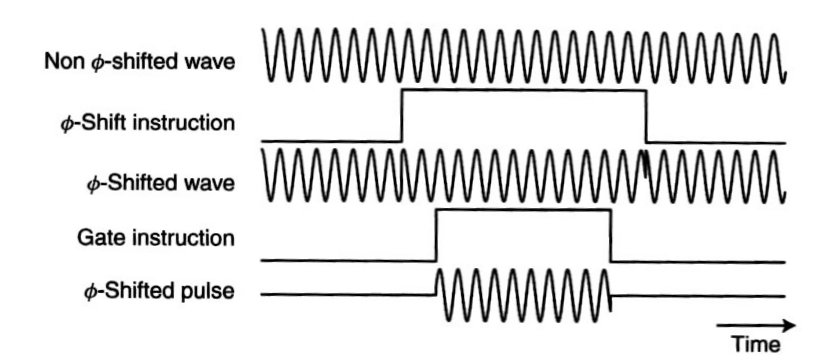 Non ϕ-shifted wave
ϕ-Shift instruction
ϕ-Shifted wave
Gate instruction
ϕ-Shifted pulse
Time